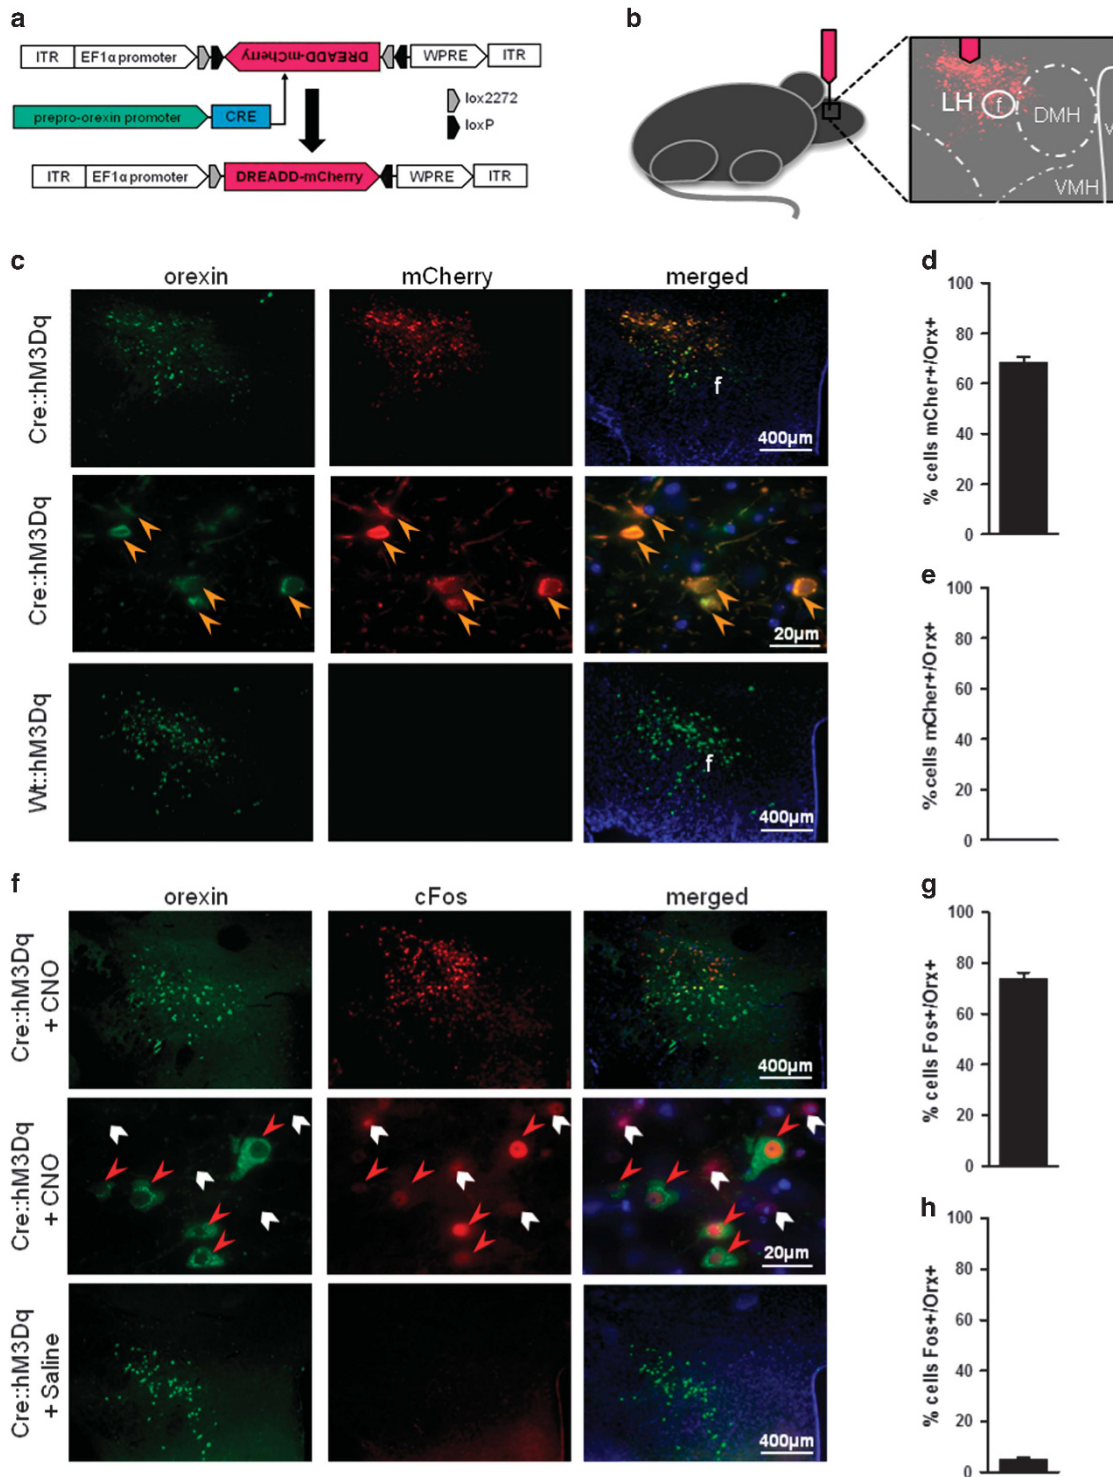 a
ITR EF1α promoter DREADD-mCherry WPRE ITR
prepro-orexin promoter CRE
lox2272
loxP
ITR EF1α promoter DREADD-mCherry WPRE ITR
b
LH f DMH v
VMH
c
orexin mCherry merged
Cre::hM3Dq
f
400µm
Cre::hM3Dq
20µm
Wt::hM3Dq
f
400µm
d
% cells mCher+/Orx+
100
80
60
40
20
0
e
%cells mCher+/Orx+
100
80
60
40
20
0
f
orexin cFos merged
Cre::hM3Dq
+ CNO
400µm
Cre::hM3Dq
+ CNO
20µm
Cre::hM3Dq
+ Saline
400µm
g
% cells Fos+/Orx+
100
80
60
40
20
0
h
% cells Fos+/Orx+
100
80
60
40
20
0